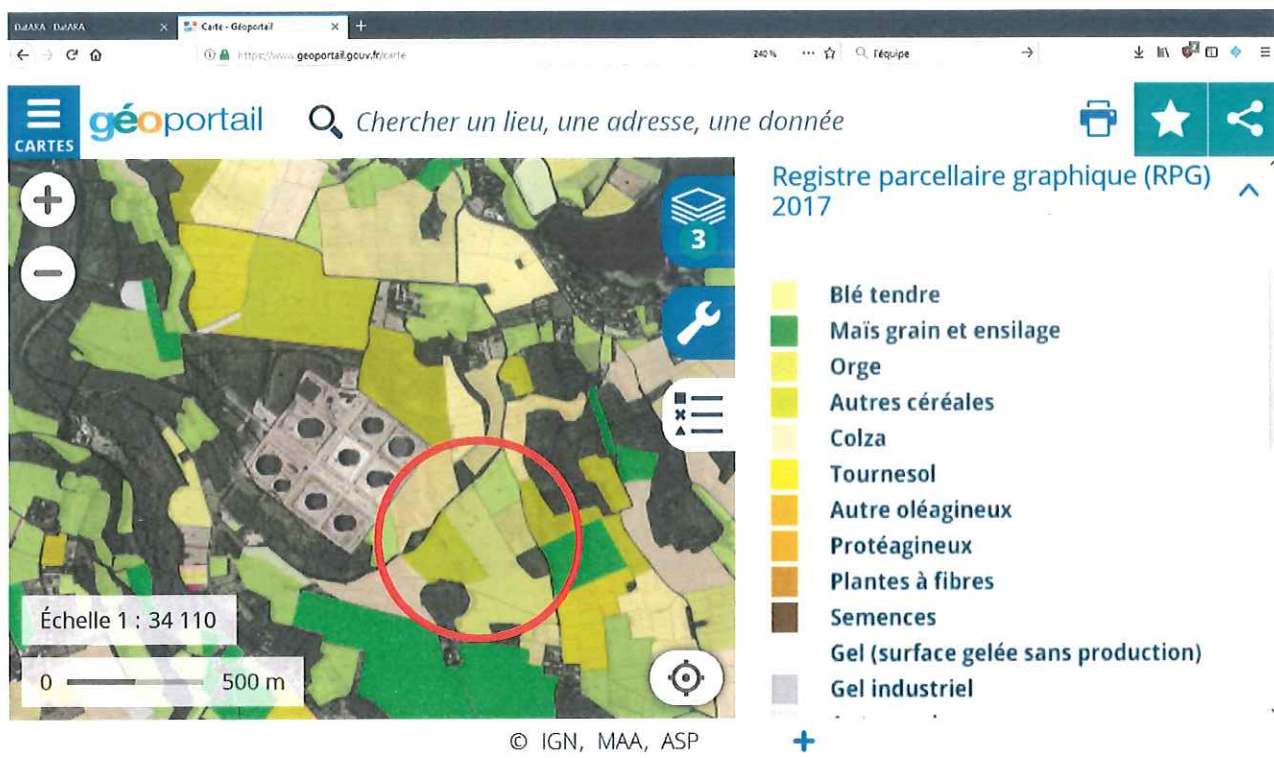 DatARA - DatARA
Carte - Géoportail
https://www.geoportail.gouv.fr/carte
240 %
l'équipe
CARTES
géoportail
Chercher un lieu, une adresse, une donnée
3
Échelle 1 : 34 110
0
500 m
© IGN, MAA, ASP
Registre parcellaire graphique (RPG)
2017
Blé tendre
Maïs grain et ensilage
Orge
Autres céréales
Colza
Tournesol
Autre oléagineux
Protéagineux
Plantes à fibres
Semences
Gel (surface gelée sans production)
Gel industriel